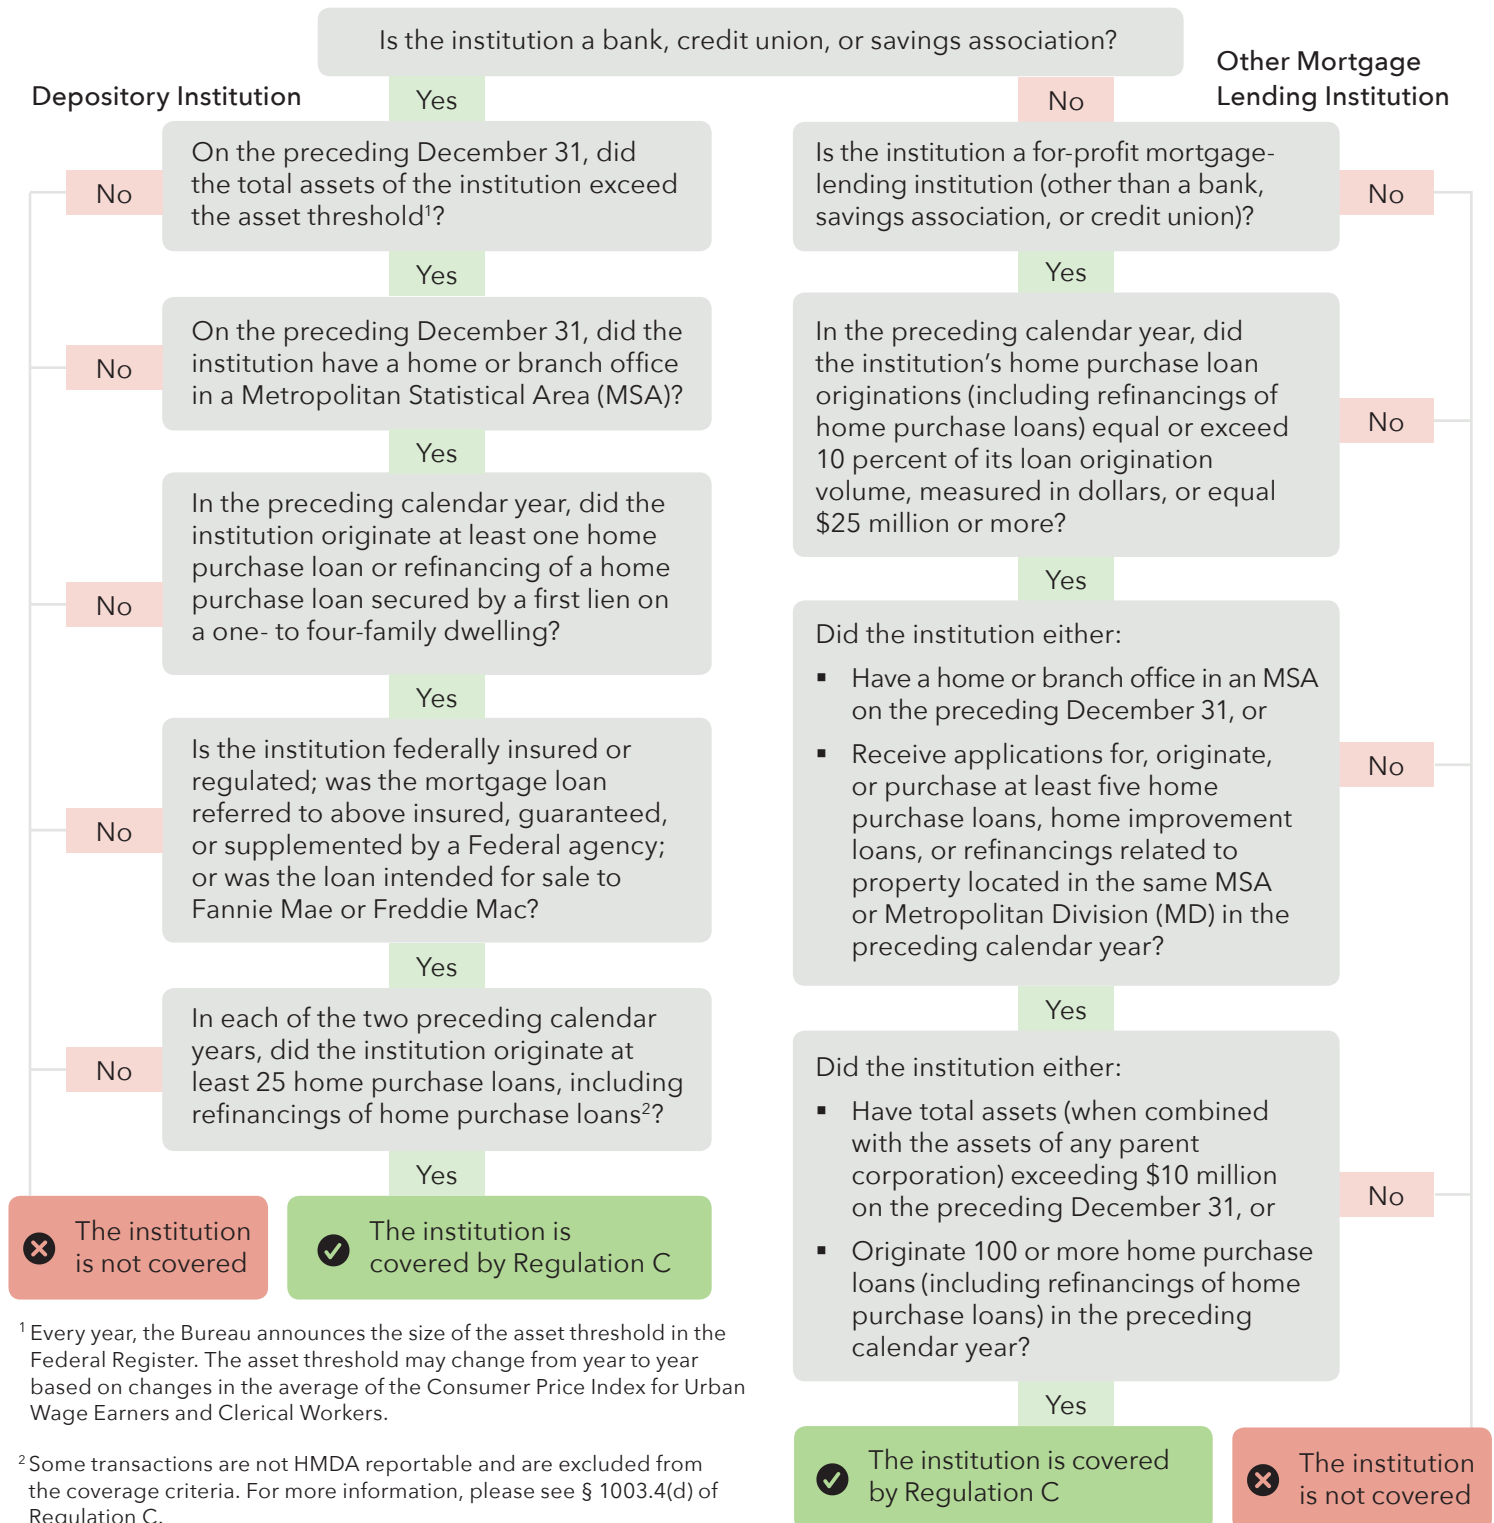 Is the institution a bank, credit union, or savings association?
Depository Institution
Yes
On the preceding December 31, did
the total assets of the institution exceed
the asset threshold¹?
No
Yes
On the preceding December 31, did the
institution have a home or branch office
in a Metropolitan Statistical Area (MSA)?
No
Yes
In the preceding calendar year, did the
institution originate at least one home
purchase loan or refinancing of a home
purchase loan secured by a first lien on
a one- to four-family dwelling?
No
Yes
Is the institution federally insured or
regulated; was the mortgage loan
referred to above insured, guaranteed,
or supplemented by a Federal agency;
or was the loan intended for sale to
Fannie Mae or Freddie Mac?
No
Yes
In each of the two preceding calendar
years, did the institution originate at
least 25 home purchase loans, including
refinancings of home purchase loans²?
No
Yes
The institution
is not covered
The institution is
covered by Regulation C
¹ Every year, the Bureau announces the size of the asset threshold in the
Federal Register. The asset threshold may change from year to year
based on changes in the average of the Consumer Price Index for Urban
Wage Earners and Clerical Workers.
² Some transactions are not HMDA reportable and are excluded from
the coverage criteria. For more information, please see § 1003.4(d) of
Regulation C.
Other Mortgage
Lending Institution
No
Is the institution a for-profit mortgage-
lending institution (other than a bank,
savings association, or credit union)?
No
Yes
In the preceding calendar year, did
the institution’s home purchase loan
originations (including refinancings of
home purchase loans) equal or exceed
10 percent of its loan origination
volume, measured in dollars, or equal
$25 million or more?
No
Yes
Did the institution either:
▪ Have a home or branch office in an MSA
on the preceding December 31, or
▪ Receive applications for, originate,
or purchase at least five home
purchase loans, home improvement
loans, or refinancings related to
property located in the same MSA
or Metropolitan Division (MD) in the
preceding calendar year?
No
Yes
Did the institution either:
▪ Have total assets (when combined
with the assets of any parent
corporation) exceeding $10 million
on the preceding December 31, or
▪ Originate 100 or more home purchase
loans (including refinancings of home
purchase loans) in the preceding
calendar year?
No
Yes
The institution is covered
by Regulation C
The institution
is not covered